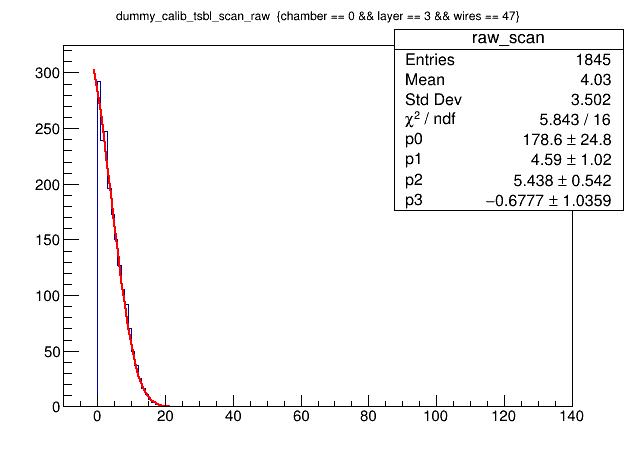 dummy_calib_tsbl_scan_raw {chamber == 0 && layer == 3 && wires == 47}
raw_scan
Entries 1845
Mean 4.03
Std Dev 3.502
χ² / ndf 5.843 / 16
p0 178.6 ± 24.8
p1 4.59 ± 1.02
p2 5.438 ± 0.542
p3 −0.6777 ± 1.0359
300
250
200
150
100
50
0
0 20 40 60 80 100 120 140